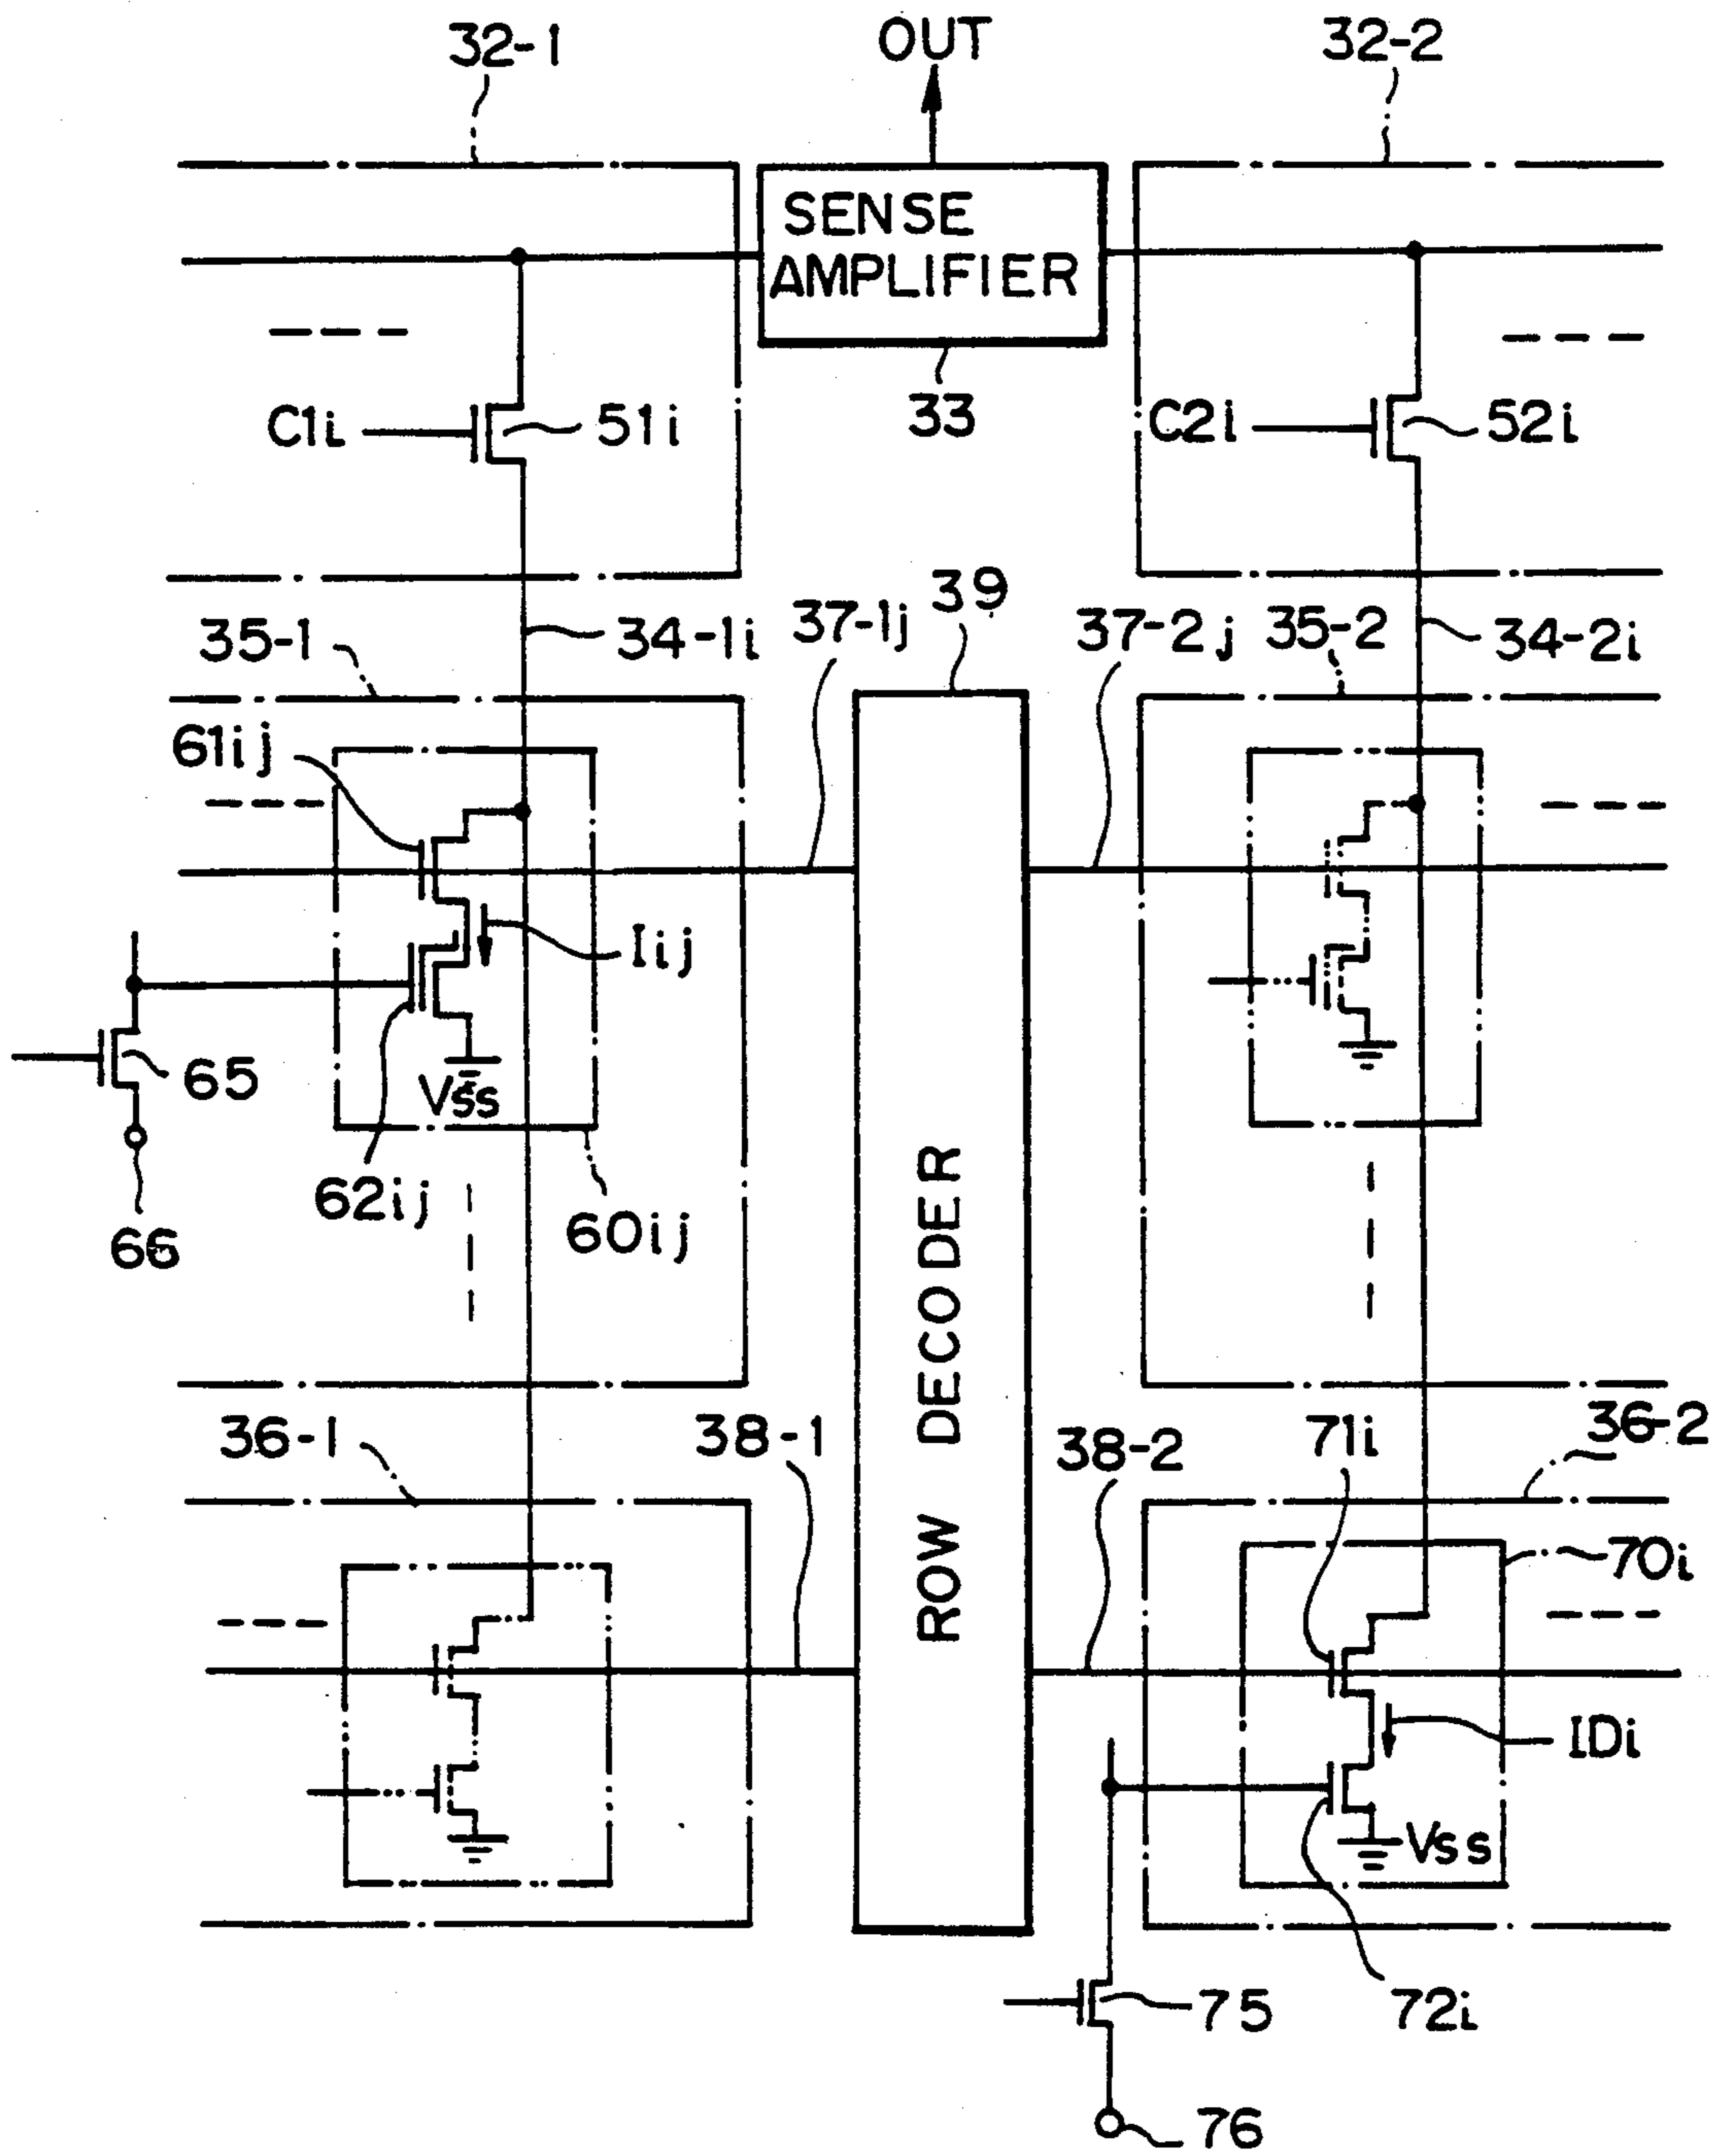 32-1
OUT
32-2
SENSE
AMPLIFIER
33
C1i
51i
C2i
52i
35-1
34-1i
37-1j
39
37-2j
35-2
34-2i
61ij
Iij
65
Vss
62ij
60ij
66
ROW DECODER
36-1
38-1
38-2
71i
36-2
70i
IDi
Vss
75
72i
76